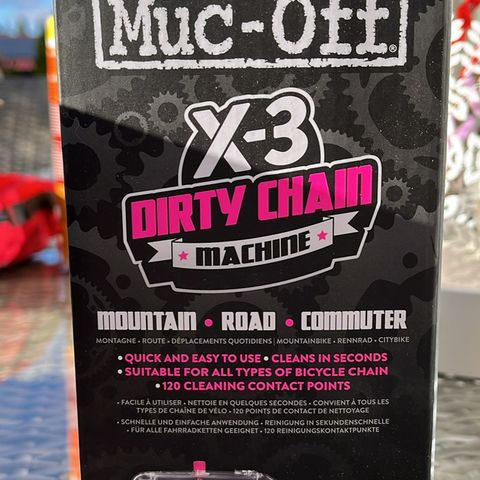 Muc-Off®
X-3
DIRTY CHAIN
MACHINE
MOUNTAIN • ROAD • COMMUTER
MONTAGNE • ROUTE • DÉPLACEMENTS QUOTIDIENS | MOUNTAINBIKE • RENNRAD • CITYBIKE
• QUICK AND EASY TO USE • CLEANS IN SECONDS
• SUITABLE FOR ALL TYPES OF BICYCLE CHAIN
• 120 CLEANING CONTACT POINTS
• FACILE À UTILISER • NETTOIE EN QUELQUES SECONDES • CONVIENT À TOUS LES
TYPES DE CHAÎNE DE VÉLO • 120 POINTS DE CONTACT DE NETTOYAGE
• SCHNELLE UND EINFACHE ANWENDUNG • REINIGUNG IN SEKUNDENSCHNELLE
• FÜR ALLE FAHRRADKETTEN GEEIGNET • 120 REINIGUNGSKONTAKTPUNKTE